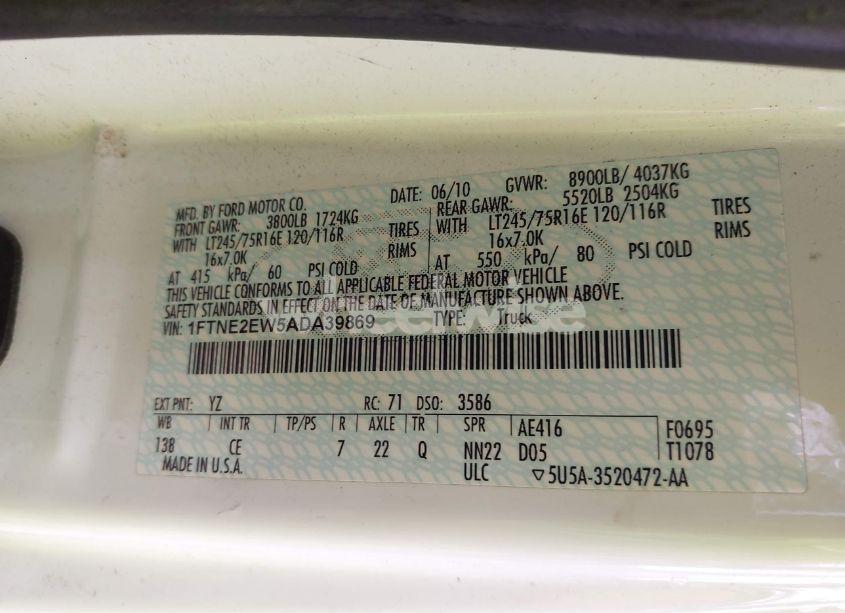 MFD. BY FORD MOTOR CO. DATE: 06/10 GVWR: 8900LB/ 4037KG
FRONT GAWR: 3800LB 1724KG REAR GAWR: 5520LB 2504KG
WITH LT245/75R16E 120/116R TIRES WITH LT245/75R16E 120/116R TIRES
16x7.0K RIMS 16x7.0K RIMS
AT 415 kPa/ 60 PSI COLD AT 550 kPa/ 80 PSI COLD
THIS VEHICLE CONFORMS TO ALL APPLICABLE FEDERAL MOTOR VEHICLE
SAFETY STANDARDS IN EFFECT ON THE DATE OF MANUFACTURE SHOWN ABOVE.
VIN: 1FTNE2EW5ADA39869 TYPE: Truck
EXT PNT: YZ RC: 71 DSO: 3586
WB INT TR TP/PS R AXLE TR SPR AE416 F0695
138 CE 7 22 Q NN22 D05 T1078
MADE IN U.S.A. ULC ▽5U5A-3520472-AA